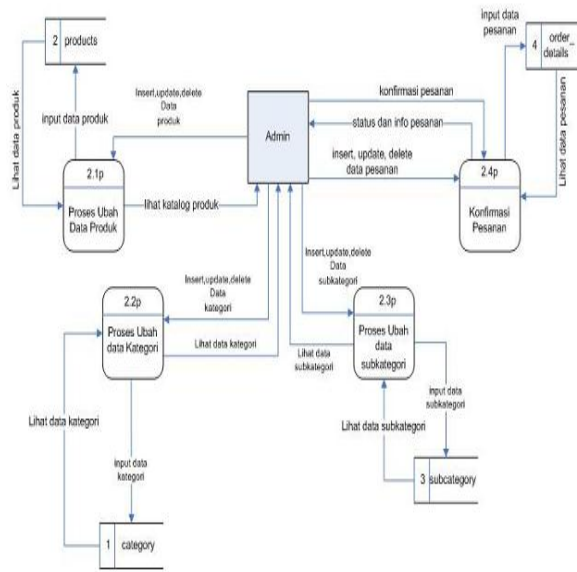 2 products
input data
pesanan
4 order_
details
Lihat data produk
input data produk
Insert,update,delete
Data
produk
Admin
konfirmasi pesanan
status dan info pesanan
insert, update, delete
data pesanan
Lihat data pesanan
2.1p
Proses Ubah
Data Produk
lihat katalog produk
2.4p
Konfirmasi
Pesanan
Insert,update,delete
Data
kategori
Insert,update,delete
Data
subkategori
2.2p
Proses Ubah
data Kategori
Lihat data kategori
2.3p
Proses Ubah
data
subkategori
Lihat data
subkategori
Lihat data kategori
input data
kategori
Lihat data subkategori
input data
subkategori
1 category
3 subcategory